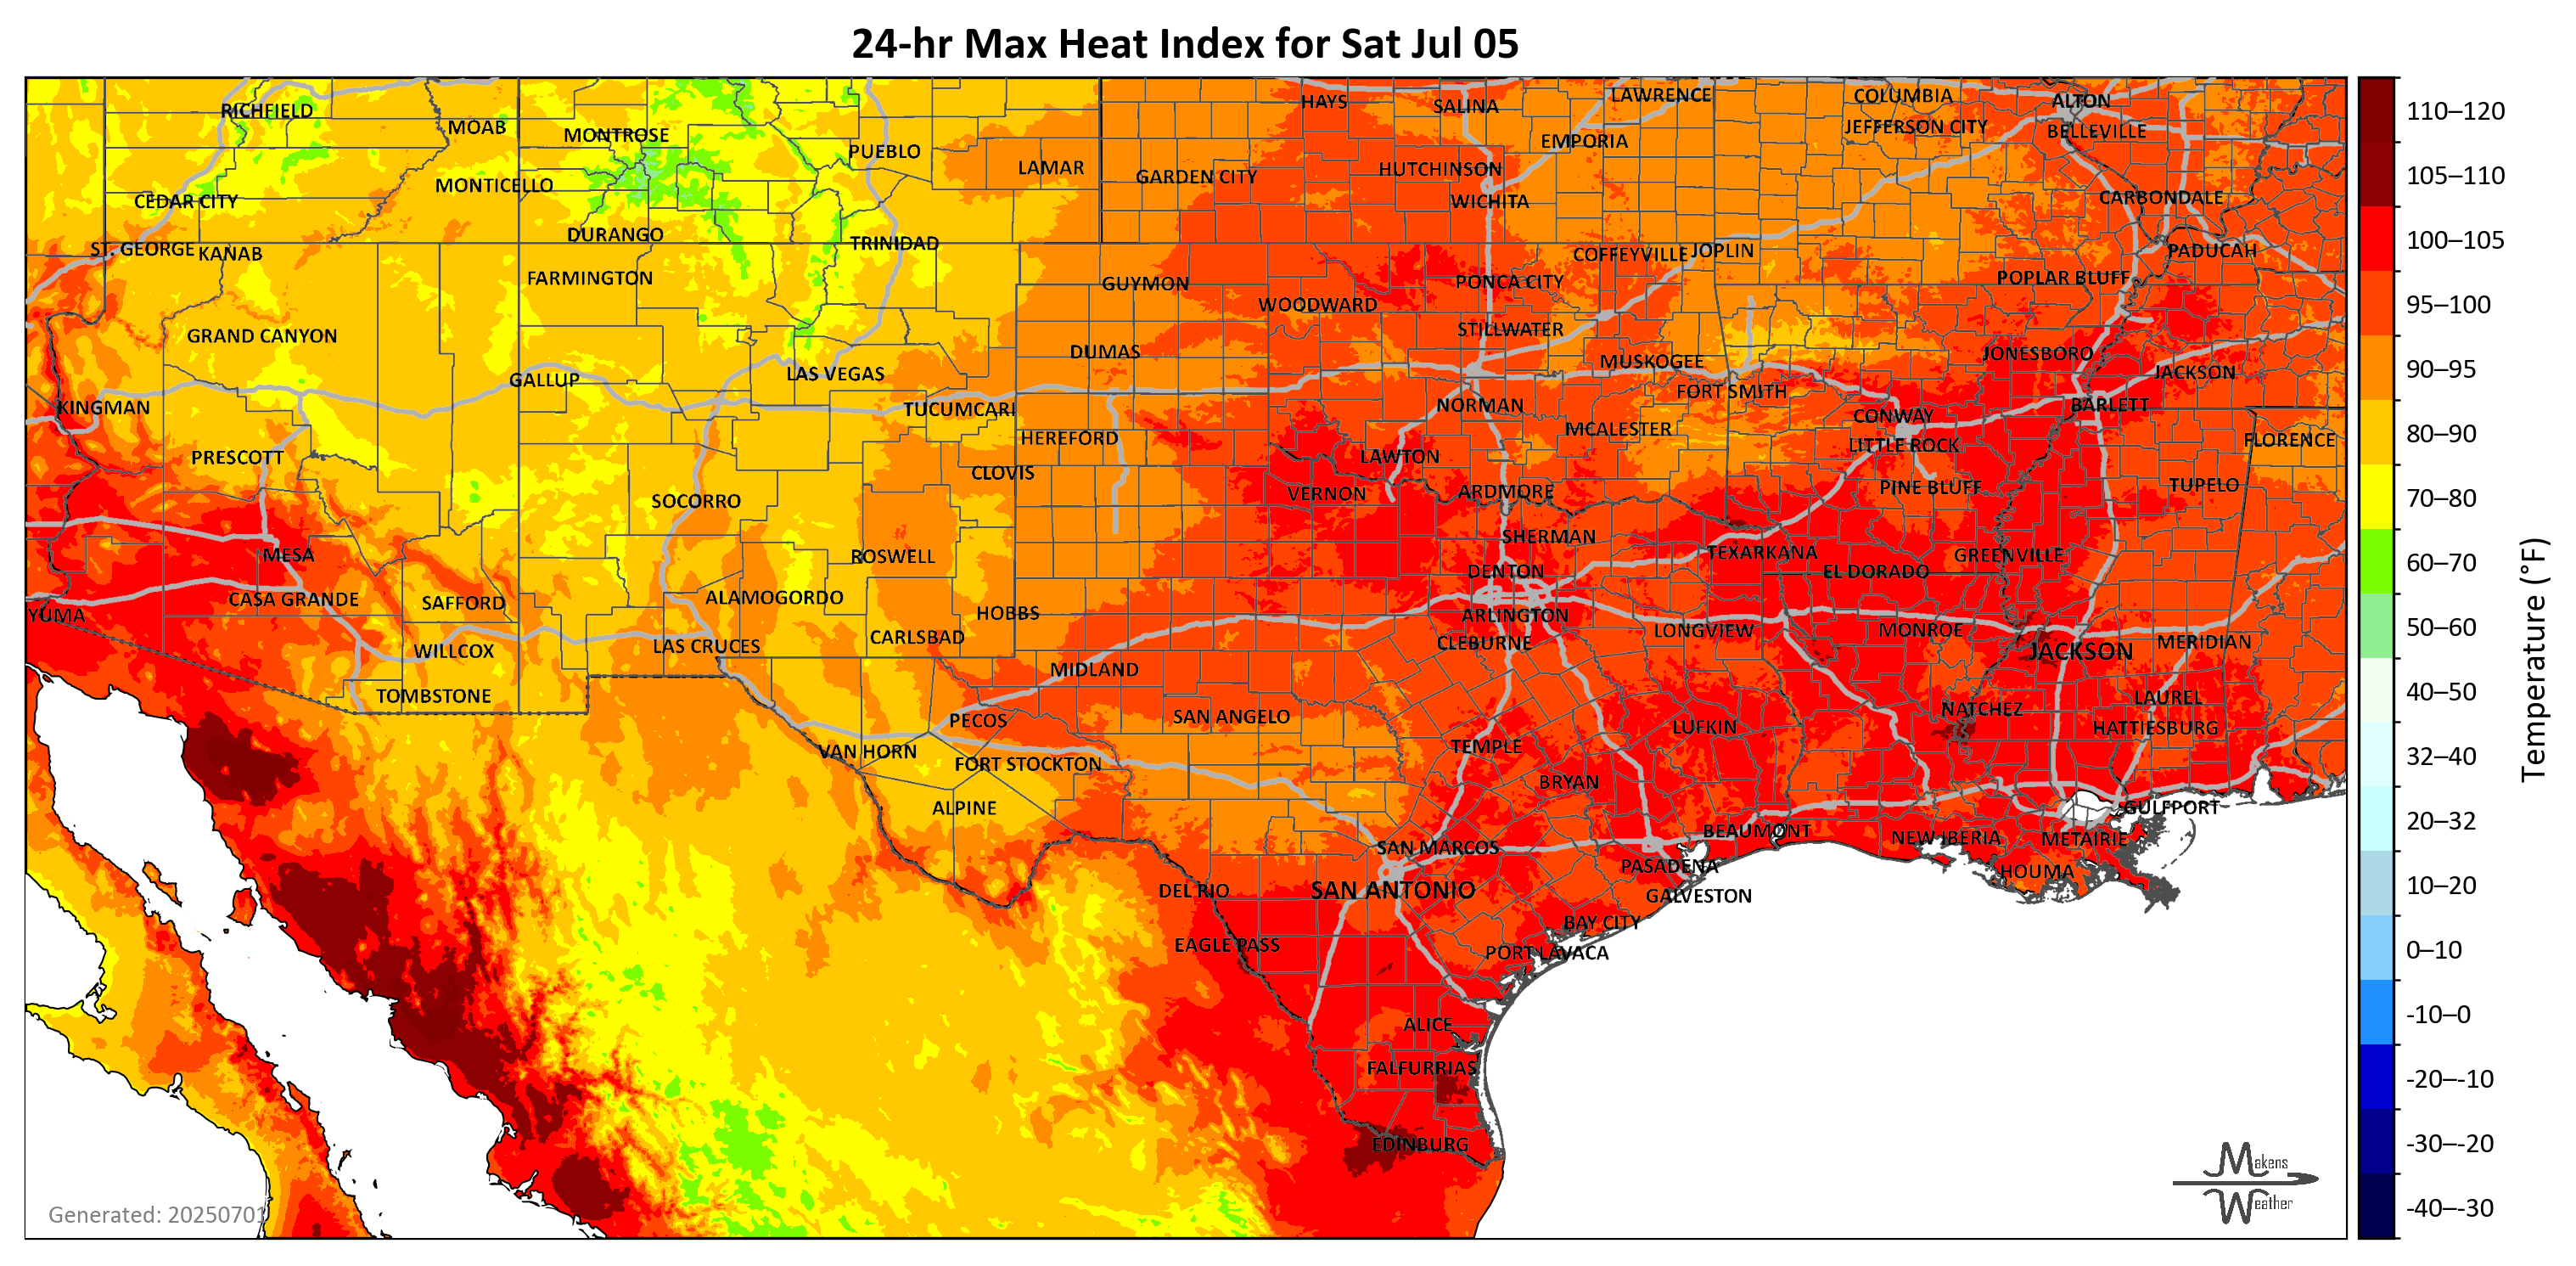 24-hr Max Heat Index for Sat Jul 05
RICHFIELD
MOAB
MONTROSE
PUEBLO
LAMAR
HAYS
SALINA
LAWRENCE
COLUMBIA
ALTON
EMPORIA
JEFFERSON CITY
BELLEVILLE
GARDEN CITY
HUTCHINSON
CEDAR CITY
MONTICELLO
WICHITA
CARBONDALE
DURANGO
TRINIDAD
ST. GEORGE
KANAB
FARMINGTON
GUYMON
PONCA CITY
COFFEYVILLE
JOPLIN
POPLAR BLUFF
PADUCAH
WOODWARD
GRAND CANYON
STILLWATER
DUMAS
MUSKOGEE
JONESBORO
GALLUP
LAS VEGAS
FORT SMITH
JACKSON
KINGMAN
TUCUMCARI
NORMAN
CONWAY
BARLETT
HEREFORD
MCALESTER
LITTLE ROCK
FLORENCE
PRESCOTT
CLOVIS
LAWTON
SOCORRO
VERNON
ARDMORE
PINE BLUFF
TUPELO
MESA
ROSWELL
SHERMAN
TEXARKANA
GREENVILLE
DENTON
EL DORADO
CASA GRANDE
SAFFORD
ALAMOGORDO
HOBBS
YUMA
ARLINGTON
WILLCOX
LAS CRUCES
CARLSBAD
CLEBURNE
LONGVIEW
MONROE
JACKSON
MERIDIAN
MIDLAND
TOMBSTONE
PECOS
SAN ANGELO
LUFKIN
NATCHEZ
LAUREL
HATTIESBURG
VAN HORN
FORT STOCKTON
TEMPLE
BRYAN
ALPINE
GULFPORT
SAN MARCOS
BEAUMONT
NEW IBERIA
METAIRIE
DEL RIO
SAN ANTONIO
PASADENA
HOUMA
GALVESTON
EAGLE PASS
BAY CITY
PORT LAVACA
ALICE
FALFURRIAS
EDINBURG
Generated: 20250701
Makens
Weather
110–120
105–110
100–105
95–100
90–95
80–90
70–80
60–70
50–60
40–50
32–40
20–32
10–20
0–10
-10–0
-20–-10
-30–-20
-40–-30
Temperature (°F)